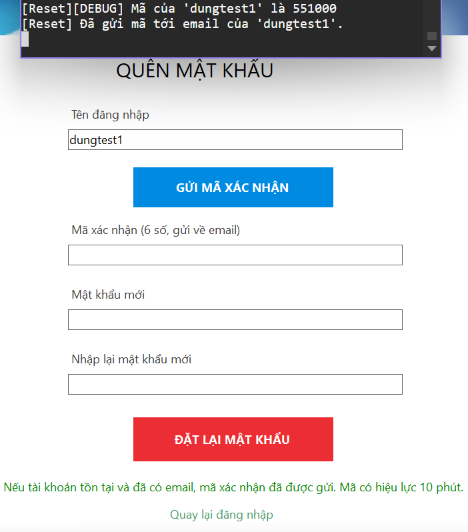 [Reset][DEBUG] Mã của 'dungtest1' là 551000
[Reset] Đã gửi mã tới email của 'dungtest1'.
QUÊN MẬT KHẨU
Tên đăng nhập
dungtest1
GỬI MÃ XÁC NHẬN
Mã xác nhận (6 số, gửi về email)
Mật khẩu mới
Nhập lại mật khẩu mới
ĐẶT LẠI MẬT KHẨU
Nếu tài khoản tồn tại và đã có email, mã xác nhận đã được gửi. Mã có hiệu lực 10 phút.
Quay lại đăng nhập